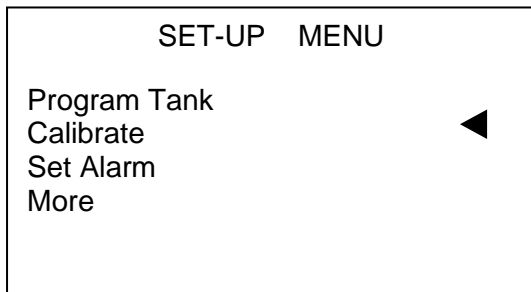 SET-UP MENU
Program Tank
Calibrate
Set Alarm
More